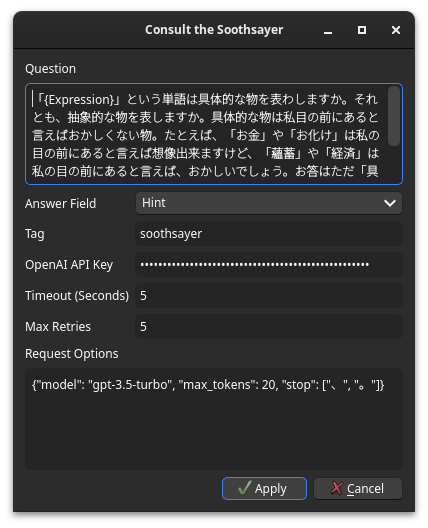 Consult the Soothsayer
Question
「{Expression}」という単語は具体的な物を表わしますか。それ
とも、抽象的な物を表しますか。具体的な物は私目の前にあると
言えばおかしくない物。たとえば、「お金」や「お化け」は私の
目の前にあると言えば想像出来ますけど、「蘊蓄」や「経済」は
私の目の前にあると言えば、おかしいでしょう。お答はただ「具
Answer Field
Hint
Tag
soothsayer
OpenAI API Key
••••••••••••••••••••••••••••••••••••••••••••••••••••
Timeout (Seconds)
5
Max Retries
5
Request Options
{"model": "gpt-3.5-turbo", "max_tokens": 20, "stop": ["、", "。"]}
Apply
Cancel